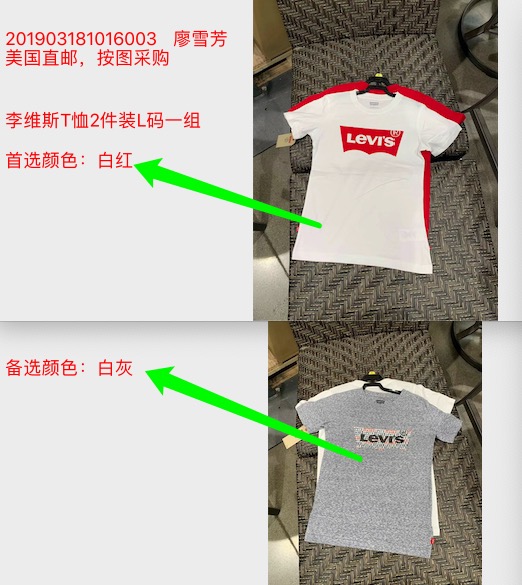 201903181016003 廖雪芳
美国直邮，按图采购
李维斯T恤2件装L码一组
首选颜色：白红
Levi's®
备选颜色：白灰
Levi's